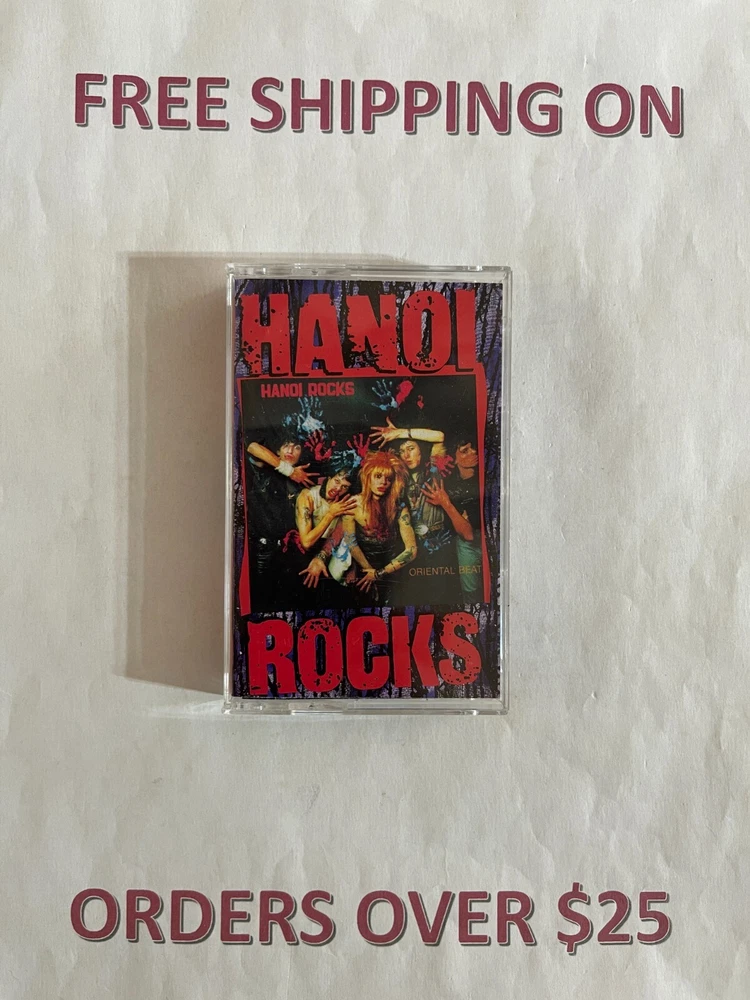 FREE SHIPPING ON
HANOI
HANOI ROCKS
ORIENTAL BEAT
ROCKS
ORDERS OVER $25